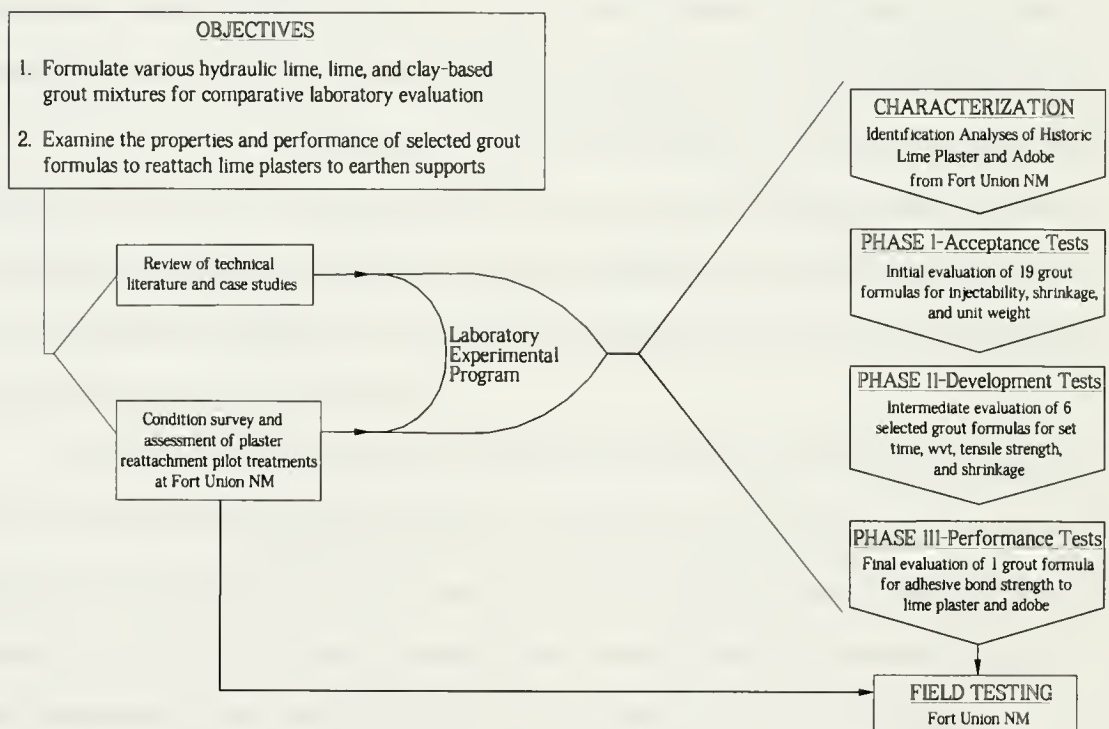 OBJECTIVES
1. Formulate various hydraulic lime, lime, and clay-based
grout mixtures for comparative laboratory evaluation
2. Examine the properties and performance of selected grout
formulas to reattach lime plasters to earthen supports
Review of technical
literature and case studies
Condition survey and
assessment of plaster
reattachment pilot treatments
at Fort Union NM
Laboratory
Experimental
Program
CHARACTERIZATION
Identification Analyses of Historic
Lime Plaster and Adobe
from Fort Union NM
PHASE I-Acceptance Tests
Initial evaluation of 19 grout
formulas for injectability, shrinkage,
and unit weight
PHASE II-Development Tests
Intermediate evaluation of 6
selected grout formulas for set
time, wvt, tensile strength,
and shrinkage
PHASE III-Performance Tests
Final evaluation of 1 grout formula
for adhesive bond strength to
lime plaster and adobe
FIELD TESTING
Fort Union NM